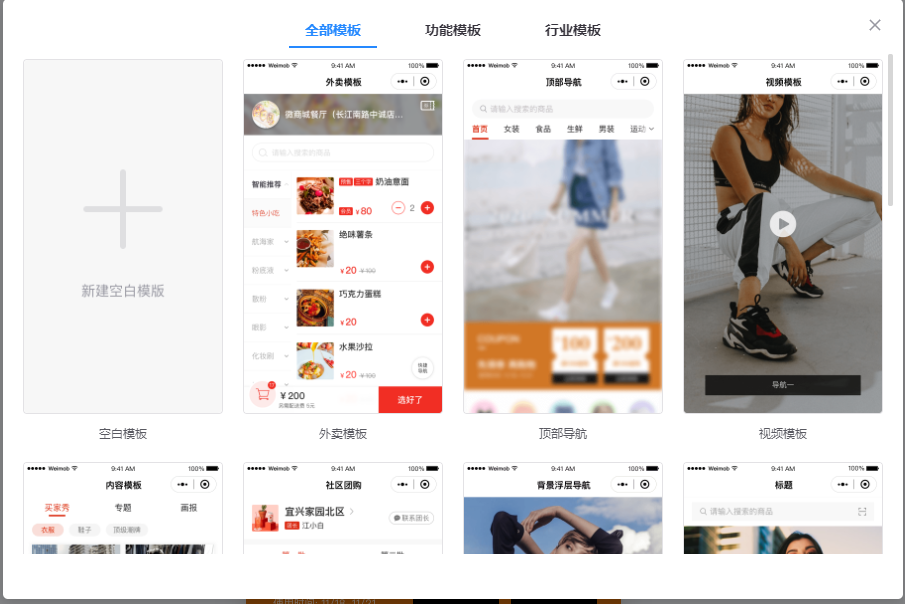 全部模板 功能模板 行业模板
新建空白模版
空白模板
Weimob 9:41 AM 100%
外卖模板
微商城餐厅（长江南路中诚店...
请输入搜索的商品
智能推荐
特色小吃
航海家
粉底液
眼影
化妆刷
奶油意面
¥80
2
绝味薯条
¥20 ¥100
巧克力蛋糕
¥20
水果沙拉
¥20 ¥100
快捷
导航
¥200
选好了
外卖模板
Weimob 9:41 AM 100%
顶部导航
请输入搜索的商品
首页 女装 食品 生鲜 男装 运动
SUMMER
COUPON
100
200
顶部导航
Weimob 9:41 AM 100%
视频模板
导航一
视频模板
Weimob 9:41 AM 100%
内容模板
买家秀 专题 画报
衣服 鞋子 顶级潮牌
Weimob 9:41 AM 100%
社区团购
宜兴家园北区
团长 江小白
联系团长
Weimob 9:41 AM 100%
背景浮层导航
Weimob 9:41 AM 100%
标题
请输入搜索的商品